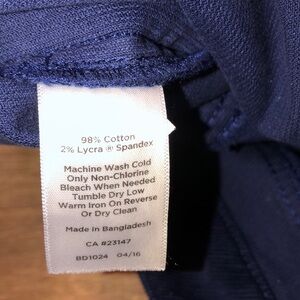 98% Cotton
2% Lycra ® Spandex
Machine Wash Cold
Only Non-Chlorine
Bleach When Needed
Tumble Dry Low
Warm Iron On Reverse
Or Dry Clean
Made in Bangladesh
CA #23147
BD1024 04/16